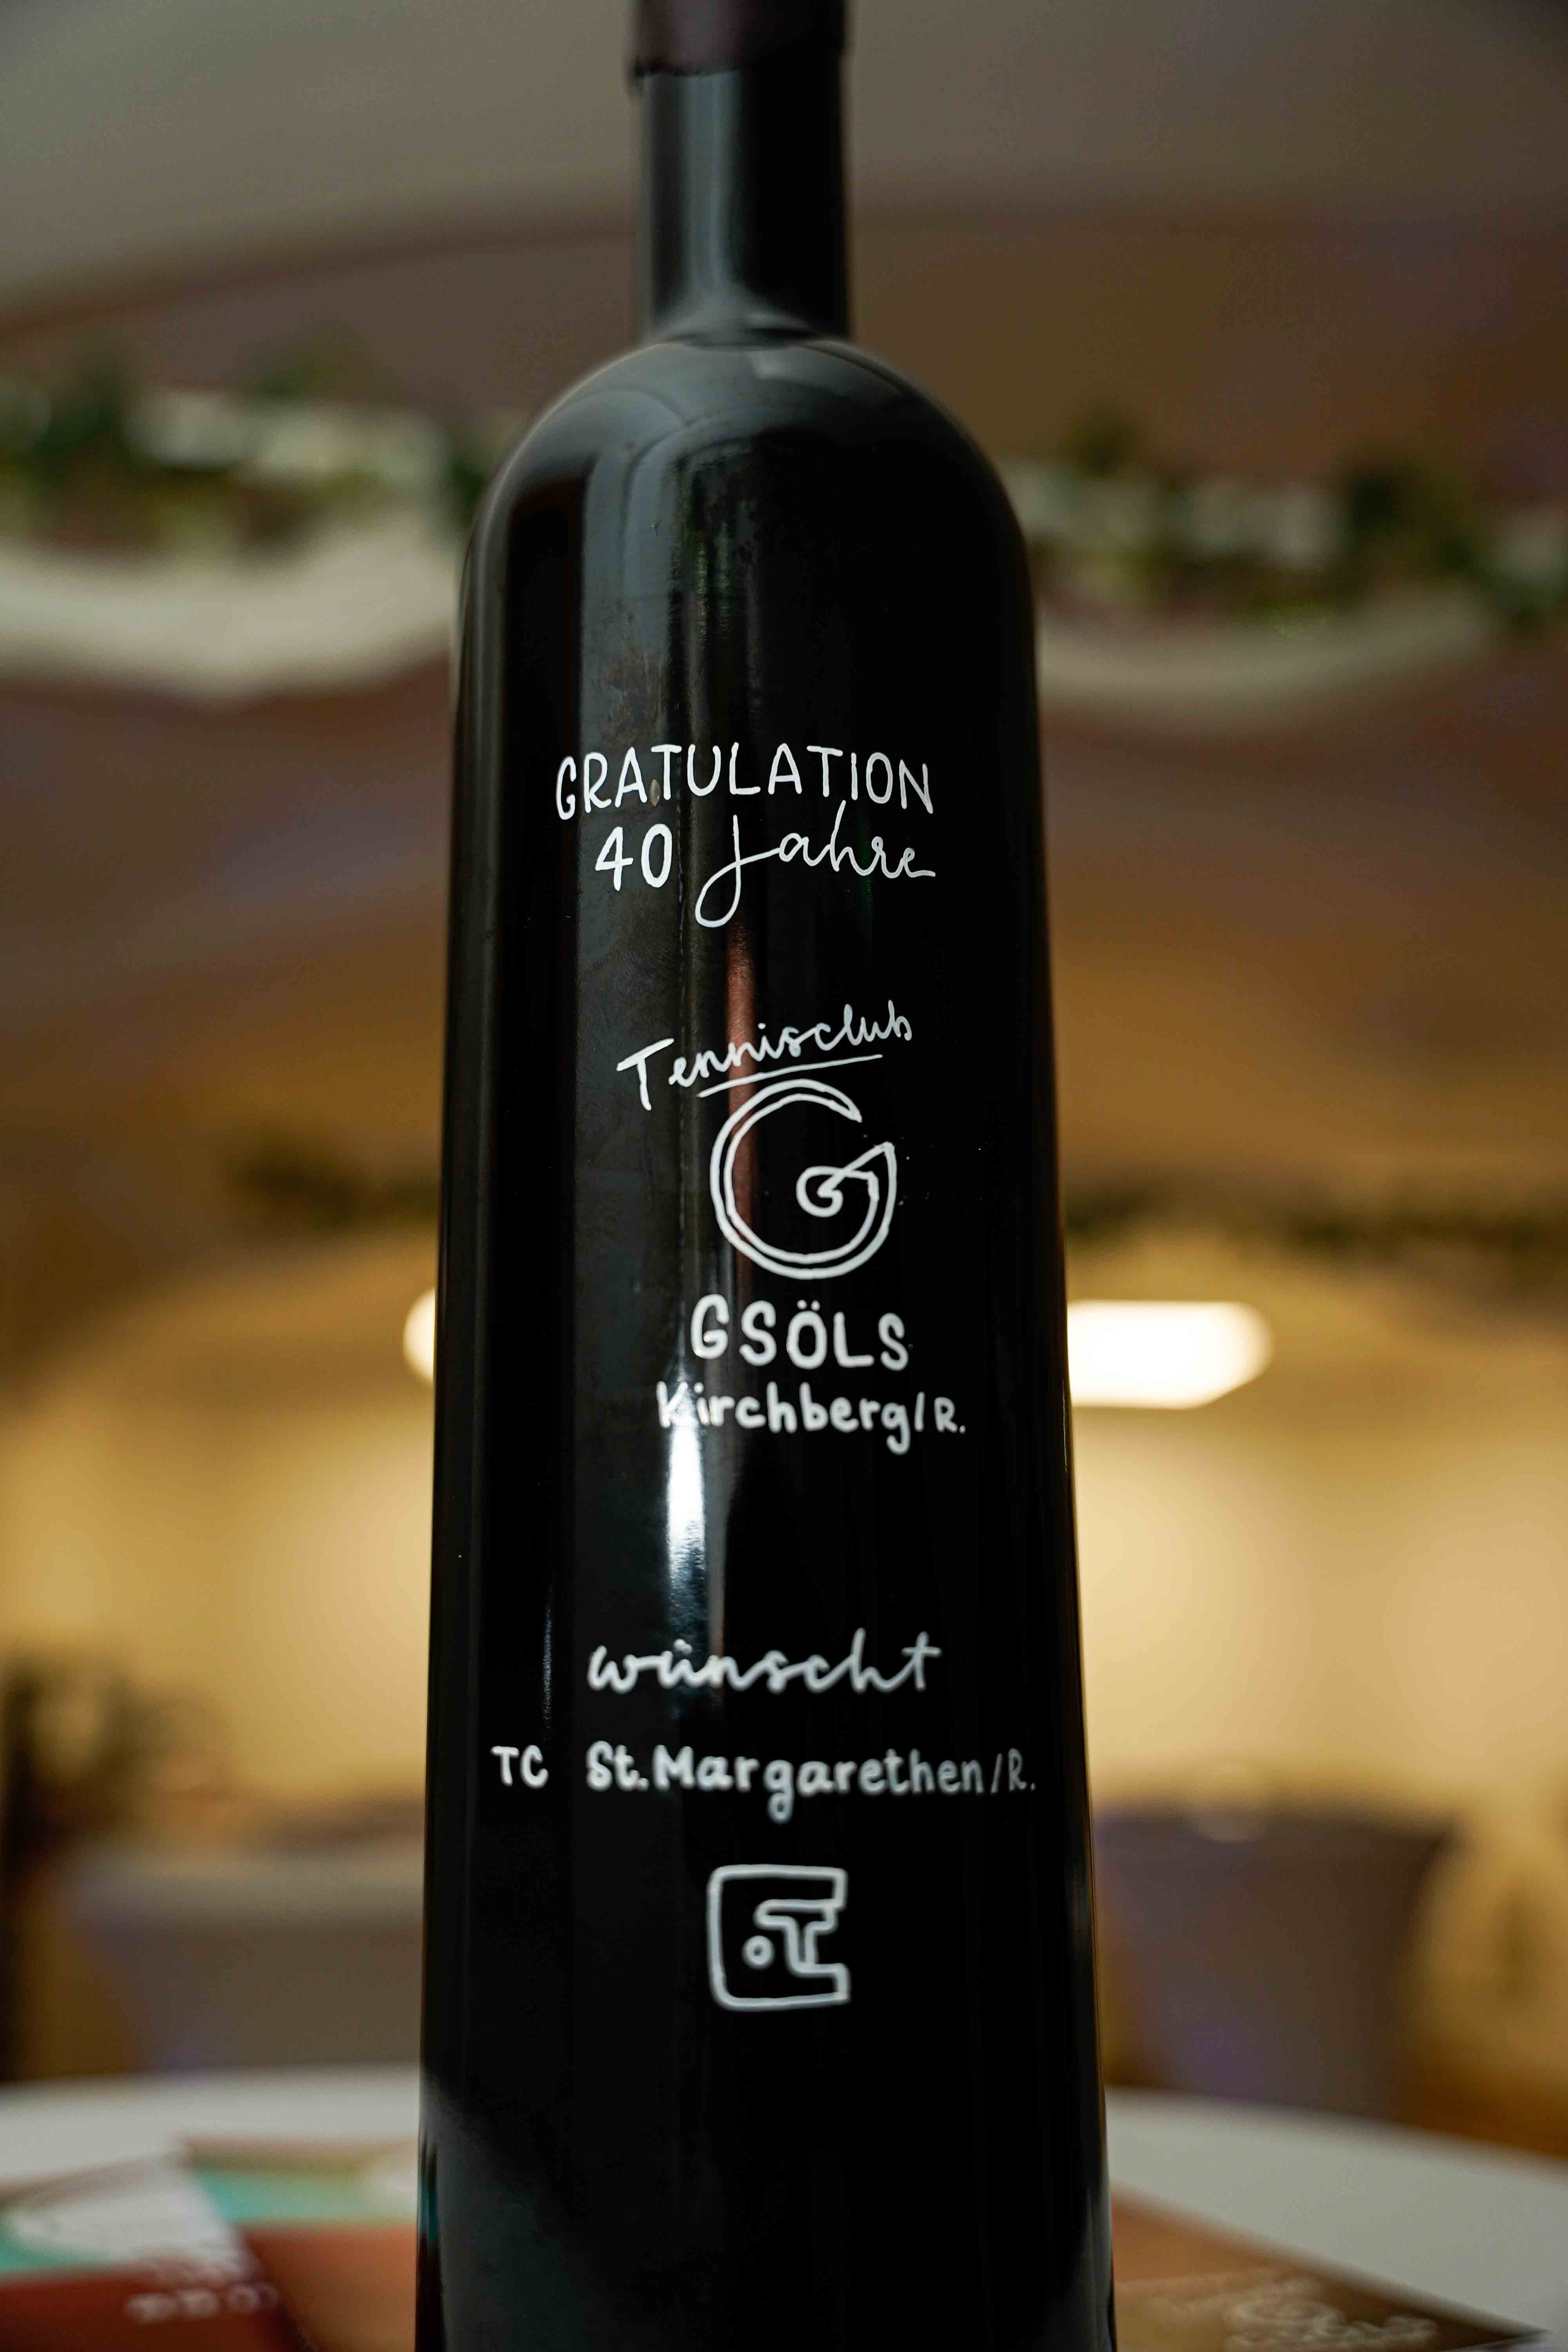 GRATULATION
40 Jahre
Tennisclub
G
GSÖLS
Kirchberg/R.
wünscht
TC St.Margarethen/R.